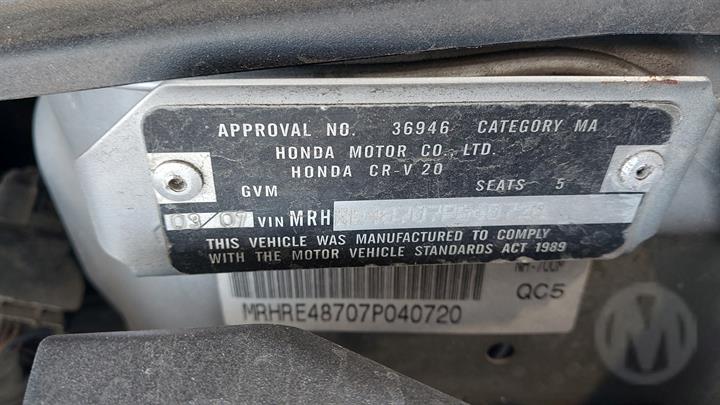 APPROVAL NO. 36946 CATEGORY MA
HONDA MOTOR CO., LTD.
HONDA CR-V 20
GVM SEATS 5
03/07 VIN MRH
THIS VEHICLE WAS MANUFACTURED TO COMPLY
WITH THE MOTOR VEHICLE STANDARDS ACT 1989
MRHRE48707P040720
QC5
M